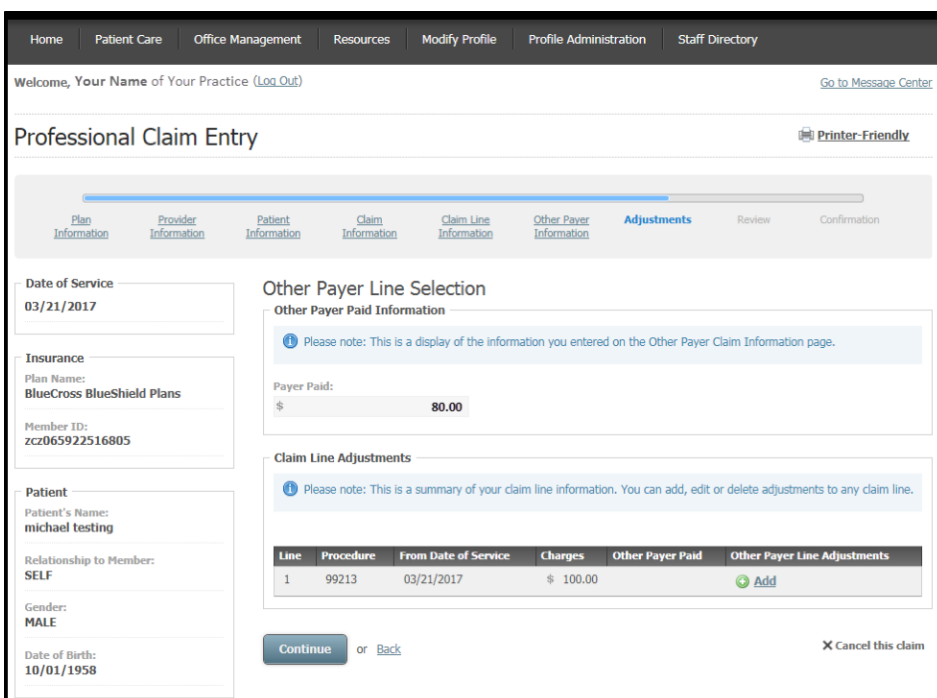 Home Patient Care Office Management Resources Modify Profile Profile Administration Staff Directory
Welcome, Your Name of Your Practice (Log Out) Go to Message Center
Professional Claim Entry Printer-Friendly
Plan Information Provider Information Patient Information Claim Information Claim Line Information Other Payer Information Adjustments Review Confirmation
Date of Service
03/21/2017
Insurance
Plan Name:
BlueCross BlueShield Plans
Member ID:
zcz065922516805
Patient
Patient's Name:
michael testing
Relationship to Member:
SELF
Gender:
MALE
Date of Birth:
10/01/1958
Other Payer Line Selection
Other Payer Paid Information
Please note: This is a display of the information you entered on the Other Payer Claim Information page.
Payer Paid:
$ 80.00
Claim Line Adjustments
Please note: This is a summary of your claim line information. You can add, edit or delete adjustments to any claim line.
Line Procedure From Date of Service Charges Other Payer Paid Other Payer Line Adjustments
1 99213 03/21/2017 $ 100.00 Add
Continue or Back X Cancel this claim